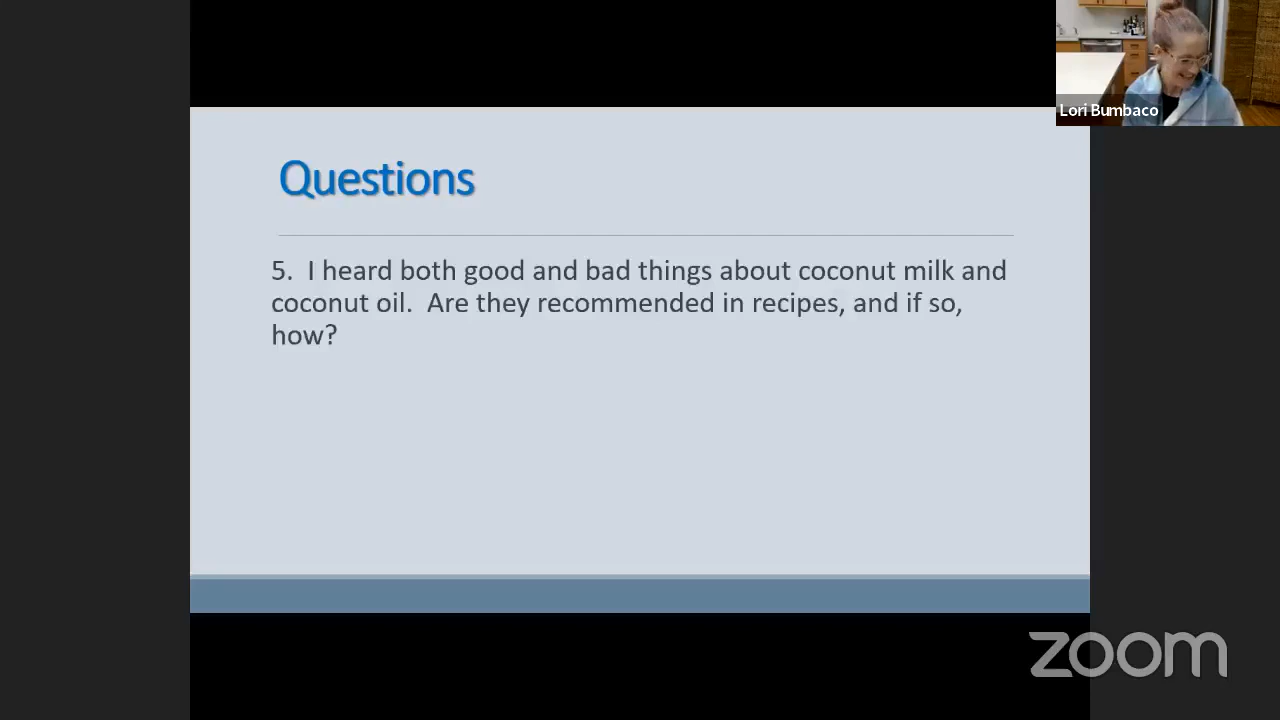 Lori Bumbaco
Questions
5.  I heard both good and bad things about coconut milk and
coconut oil.  Are they recommended in recipes, and if so,
how?
zoom